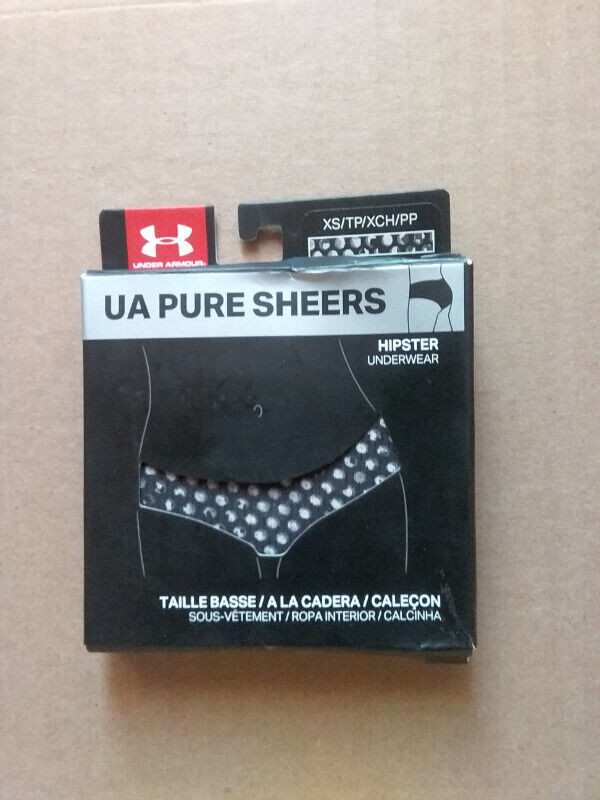 XS/TP/XCH/PP
UNDER ARMOUR.
UA PURE SHEERS
HIPSTER
UNDERWEAR
TAILLE BASSE / A LA CADERA / CALEÇON
SOUS-VÊTEMENT / ROPA INTERIOR / CALCINHA